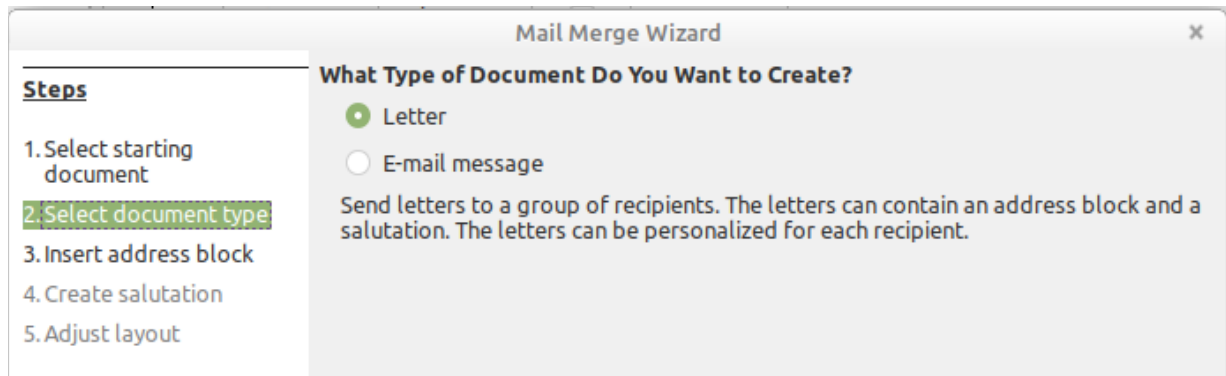 Mail Merge Wizard
Steps
1. Select starting
document
2. Select document type
3. Insert address block
4. Create salutation
5. Adjust layout
What Type of Document Do You Want to Create?
Letter
E-mail message
Send letters to a group of recipients. The letters can contain an address block and a
salutation. The letters can be personalized for each recipient.